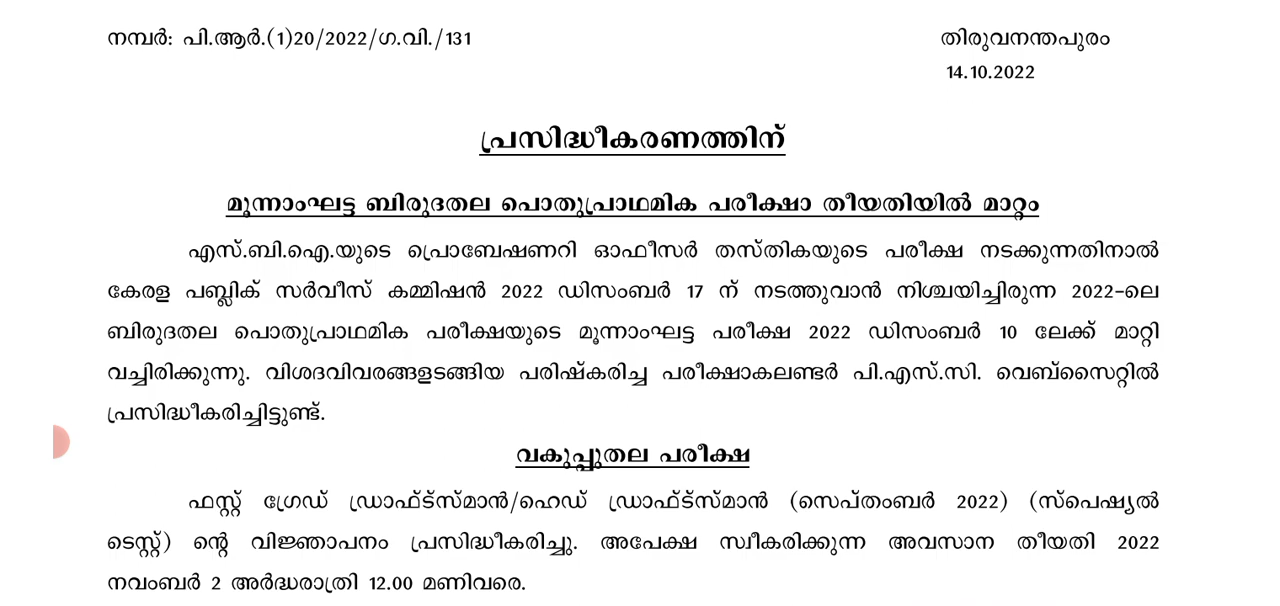 നമ്പർ: പി.ആർ.(1)20/2022/ഗ.വി./131
തിരുവനന്തപുരം
14.10.2022
പ്രസിദ്ധീകരണത്തിന്
മൂന്നാംഘട്ട ബിരുദതല പൊതുപ്രാഥമിക പരീക്ഷാ തീയതിയിൽ മാറ്റം
എസ്.ബി.ഐ.യുടെ പ്രൊബേഷണറി ഓഫീസർ തസ്തികയുടെ പരീക്ഷ നടക്കുന്നതിനാൽ
കേരള പബ്ലിക് സർവീസ് കമ്മിഷൻ 2022 ഡിസംബർ 17 ന് നടത്തുവാൻ നിശ്ചയിച്ചിരുന്ന 2022-ലെ
ബിരുദതല പൊതുപ്രാഥമിക പരീക്ഷയുടെ മൂന്നാംഘട്ട പരീക്ഷ 2022 ഡിസംബർ 10 ലേക്ക് മാറ്റി
വച്ചിരിക്കുന്നു. വിശദവിവരങ്ങളടങ്ങിയ പരിഷ്കരിച്ച പരീക്ഷാകലണ്ടർ പി.എസ്.സി. വെബ്സൈറ്റിൽ
പ്രസിദ്ധീകരിച്ചിട്ടുണ്ട്.
വകുപ്പുതല പരീക്ഷ
ഫസ്റ്റ് ഗ്രേഡ് ഡ്രാഫ്ട്സ്മാൻ/ഹെഡ് ഡ്രാഫ്ട്സ്മാൻ (സെപ്തംബർ 2022) (സ്പെഷ്യൽ
ടെസ്റ്റ്) ന്റെ വിജ്ഞാപനം പ്രസിദ്ധീകരിച്ചു. അപേക്ഷ സ്വീകരിക്കുന്ന അവസാന തീയതി 2022
നവംബർ 2 അർദ്ധരാത്രി 12.00 മണിവരെ.